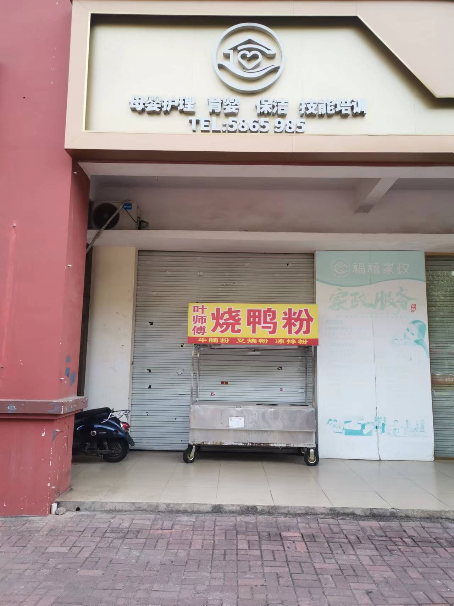 母婴护理 育婴 保洁 技能培训
TEL:5865 985
叶师傅
烧鸭粉
牛腩粉 叉烧粉 凉拌粉
家政服务